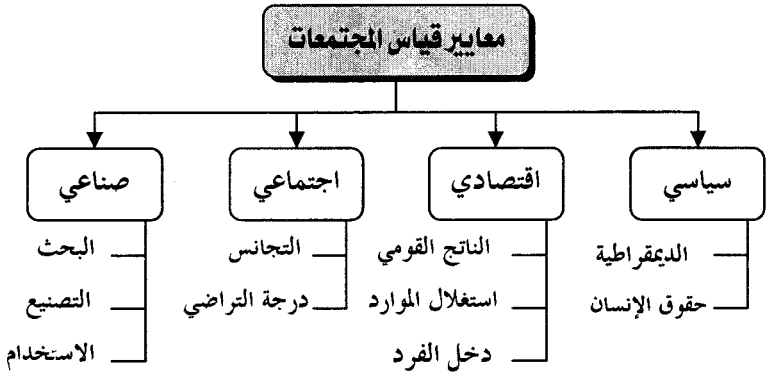 معايير قياس المجتمعات
سياسي
الديمقراطية
حقوق الإنسان
اقتصادي
الناتج القومي
استغلال الموارد
دخل الفرد
اجتماعي
التجانس
درجة التراضي
صناعي
البحث
التصنيع
الاستخدام